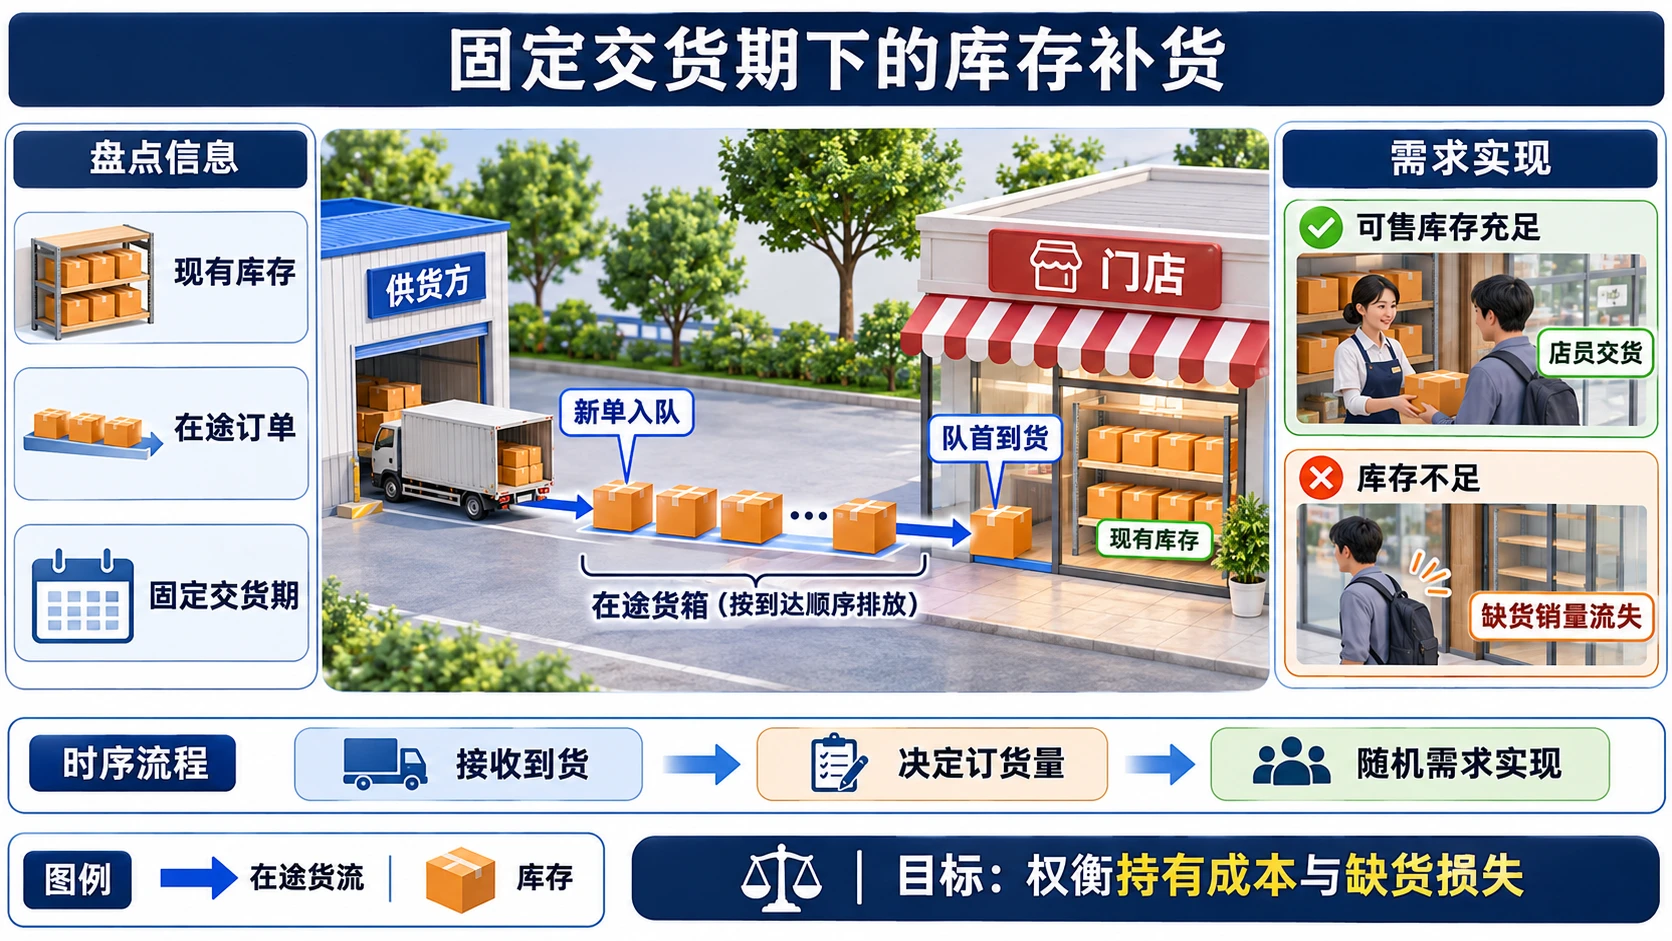 固定交货期下的库存补货
盘点信息
现有库存
在途订单
固定交货期
供货方
门店
新单入队
队首到货
现有库存
在途货箱（按到达顺序排放）
需求实现
可售库存充足
店员交货
库存不足
缺货销量流失
时序流程
接收到货
决定订货量
随机需求实现
图例
在途货流
库存
目标：权衡持有成本与缺货损失